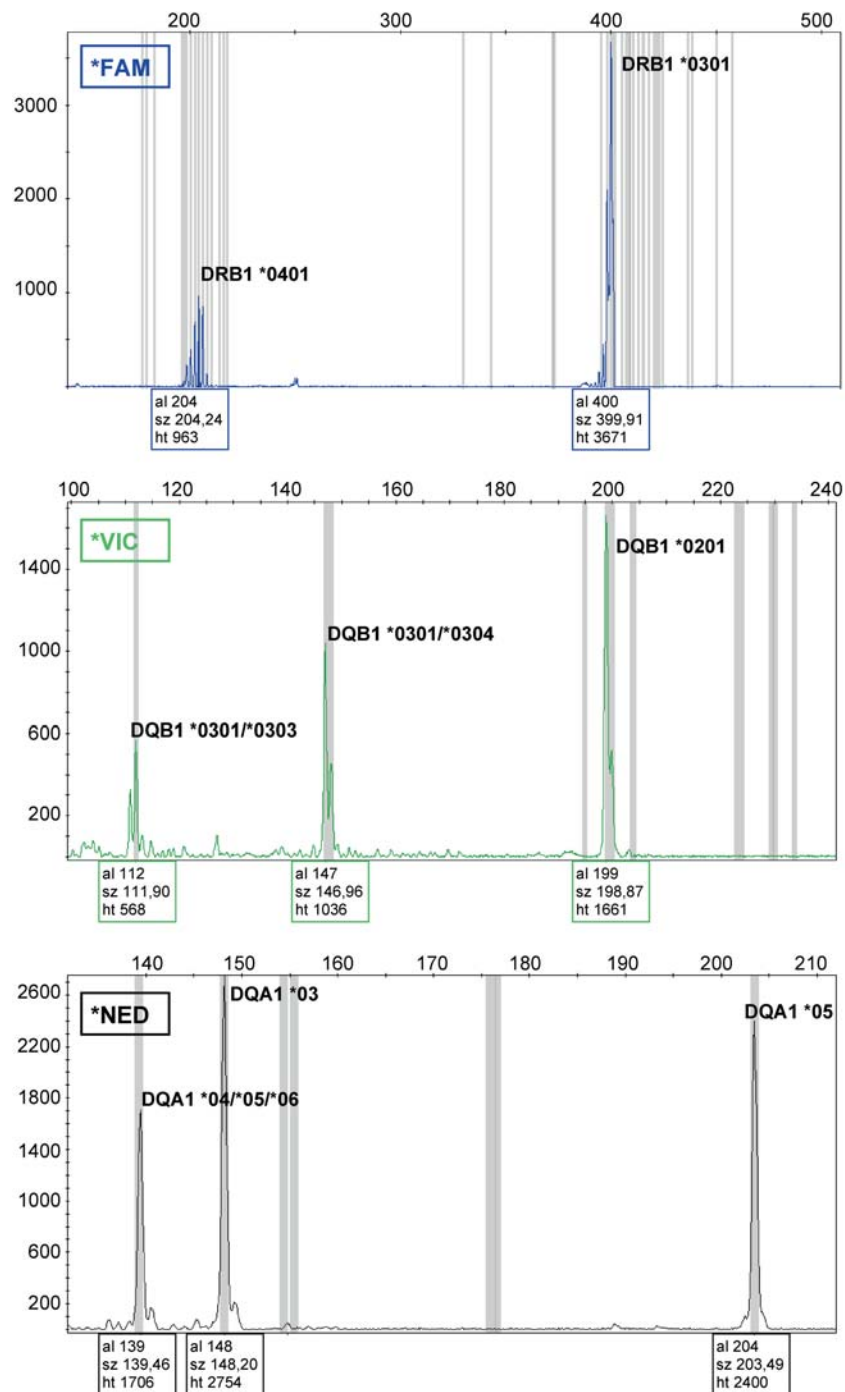 200 300 400 500
*FAM
DRB1 *0301
3000
2000
DRB1 *0401
1000
al 204
sz 204,24
ht 963
al 400
sz 399,91
ht 3671
100 120 140 160 180 200 220 240
*VIC
DQB1 *0201
1400
DQB1 *0301/*0304
1000
DQB1 *0301/*0303
600
200
al 112
sz 111,90
ht 568
al 147
sz 146,96
ht 1036
al 199
sz 198,87
ht 1661
140 150 160 170 180 190 200 210
2600
DQA1 *03
*NED
DQA1 *05
2200
1800
DQA1 *04/*05/*06
1400
1000
600
200
al 139
sz 139,46
ht 1706
al 148
sz 148,20
ht 2754
al 204
sz 203,49
ht 2400